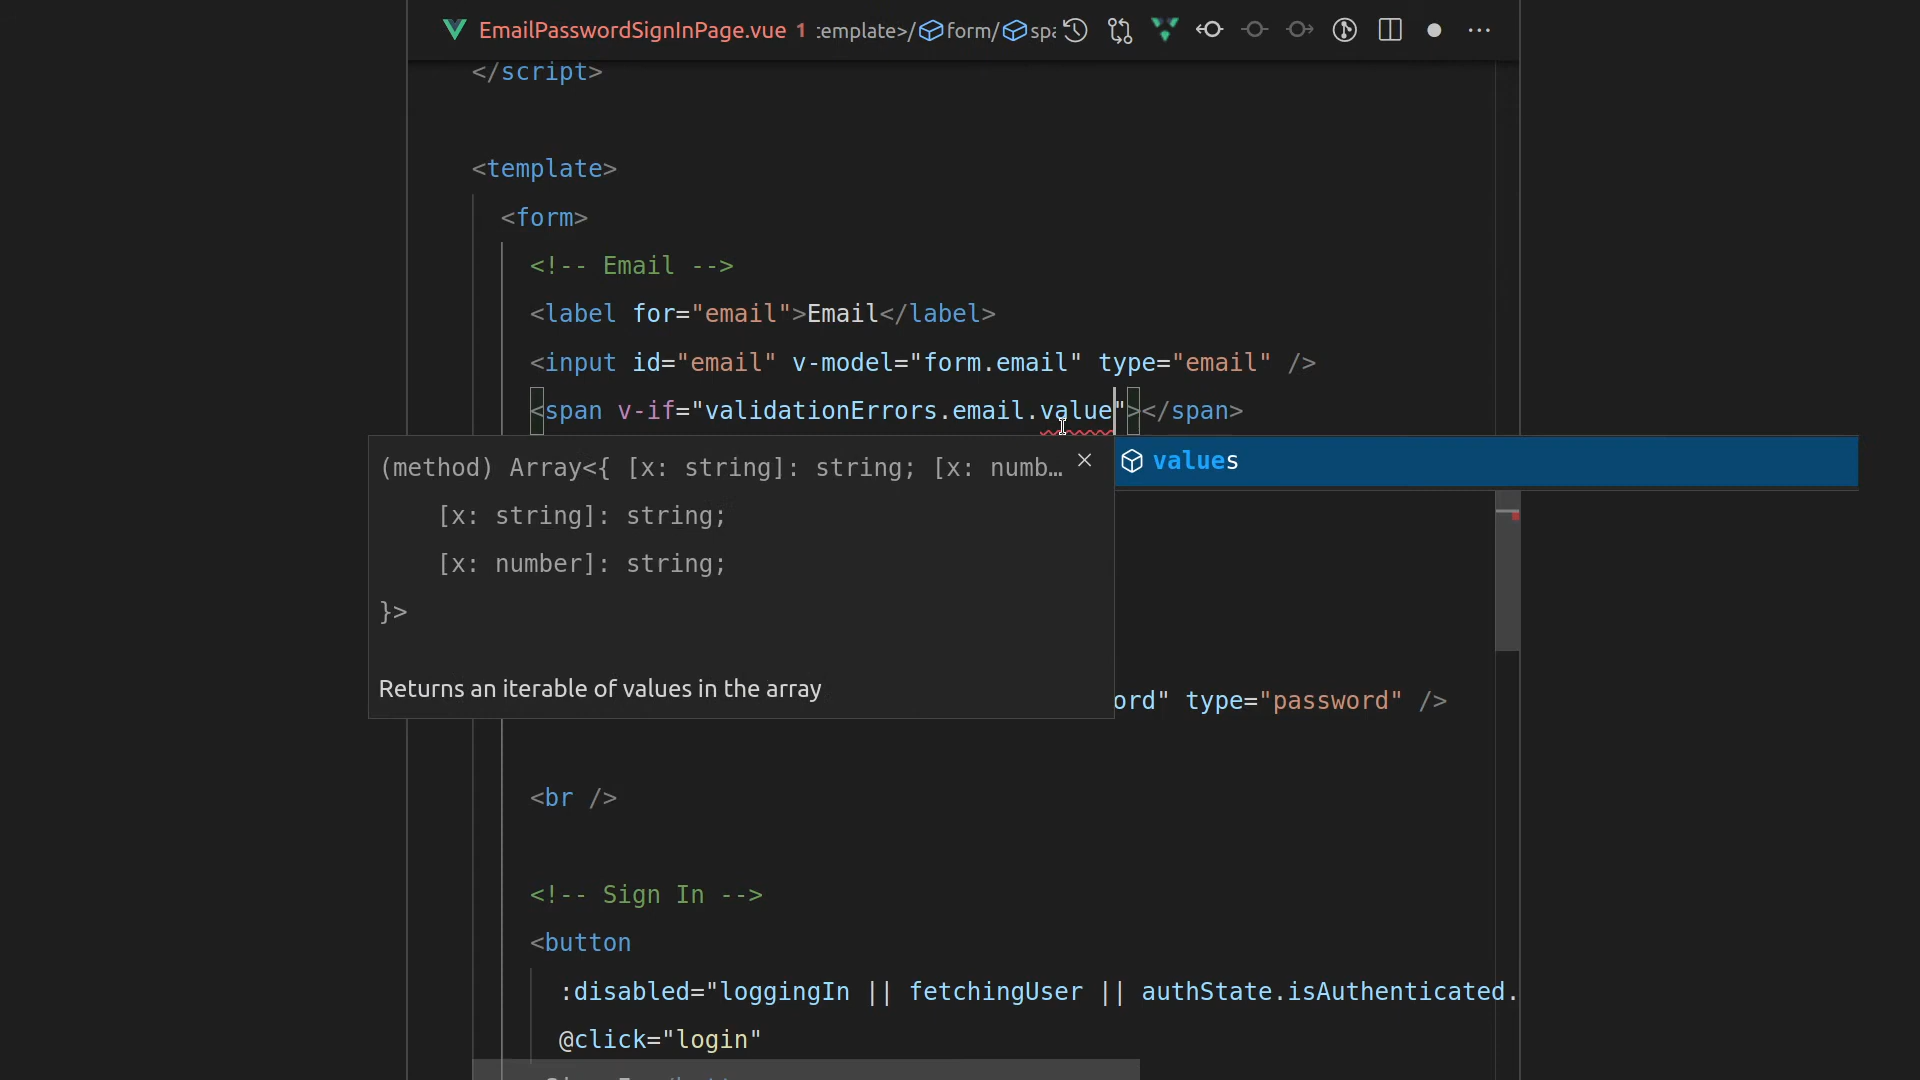 EmailPasswordSignInPage.vue 1 :emplate>/ form/ spa
</script>
<template>
<form>
<!-- Email -->
<label for="email">Email</label>
<input id="email" v-model="form.email" type="email" />
<span v-if="validationErrors.email.value"></span>
(method) Array<{ [x: string]: string; [x: numb…
values
[x: string]: string;
[x: number]: string;
}>
Returns an iterable of values in the array
ord" type="password" />
<br />
<!-- Sign In -->
<button
:disabled="loggingIn || fetchingUser || authState.isAuthenticated.
@click="login"